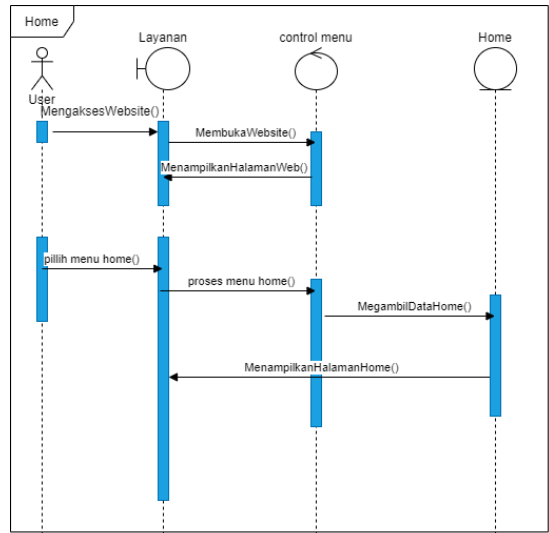 Home
Layanan
control menu
Home
User
MengaksesWebsite()
MembukaWebsite()
MenampilkanHalamanWeb()
pillih menu home()
proses menu home()
MegambilDataHome()
MenampilkanHalamanHome()